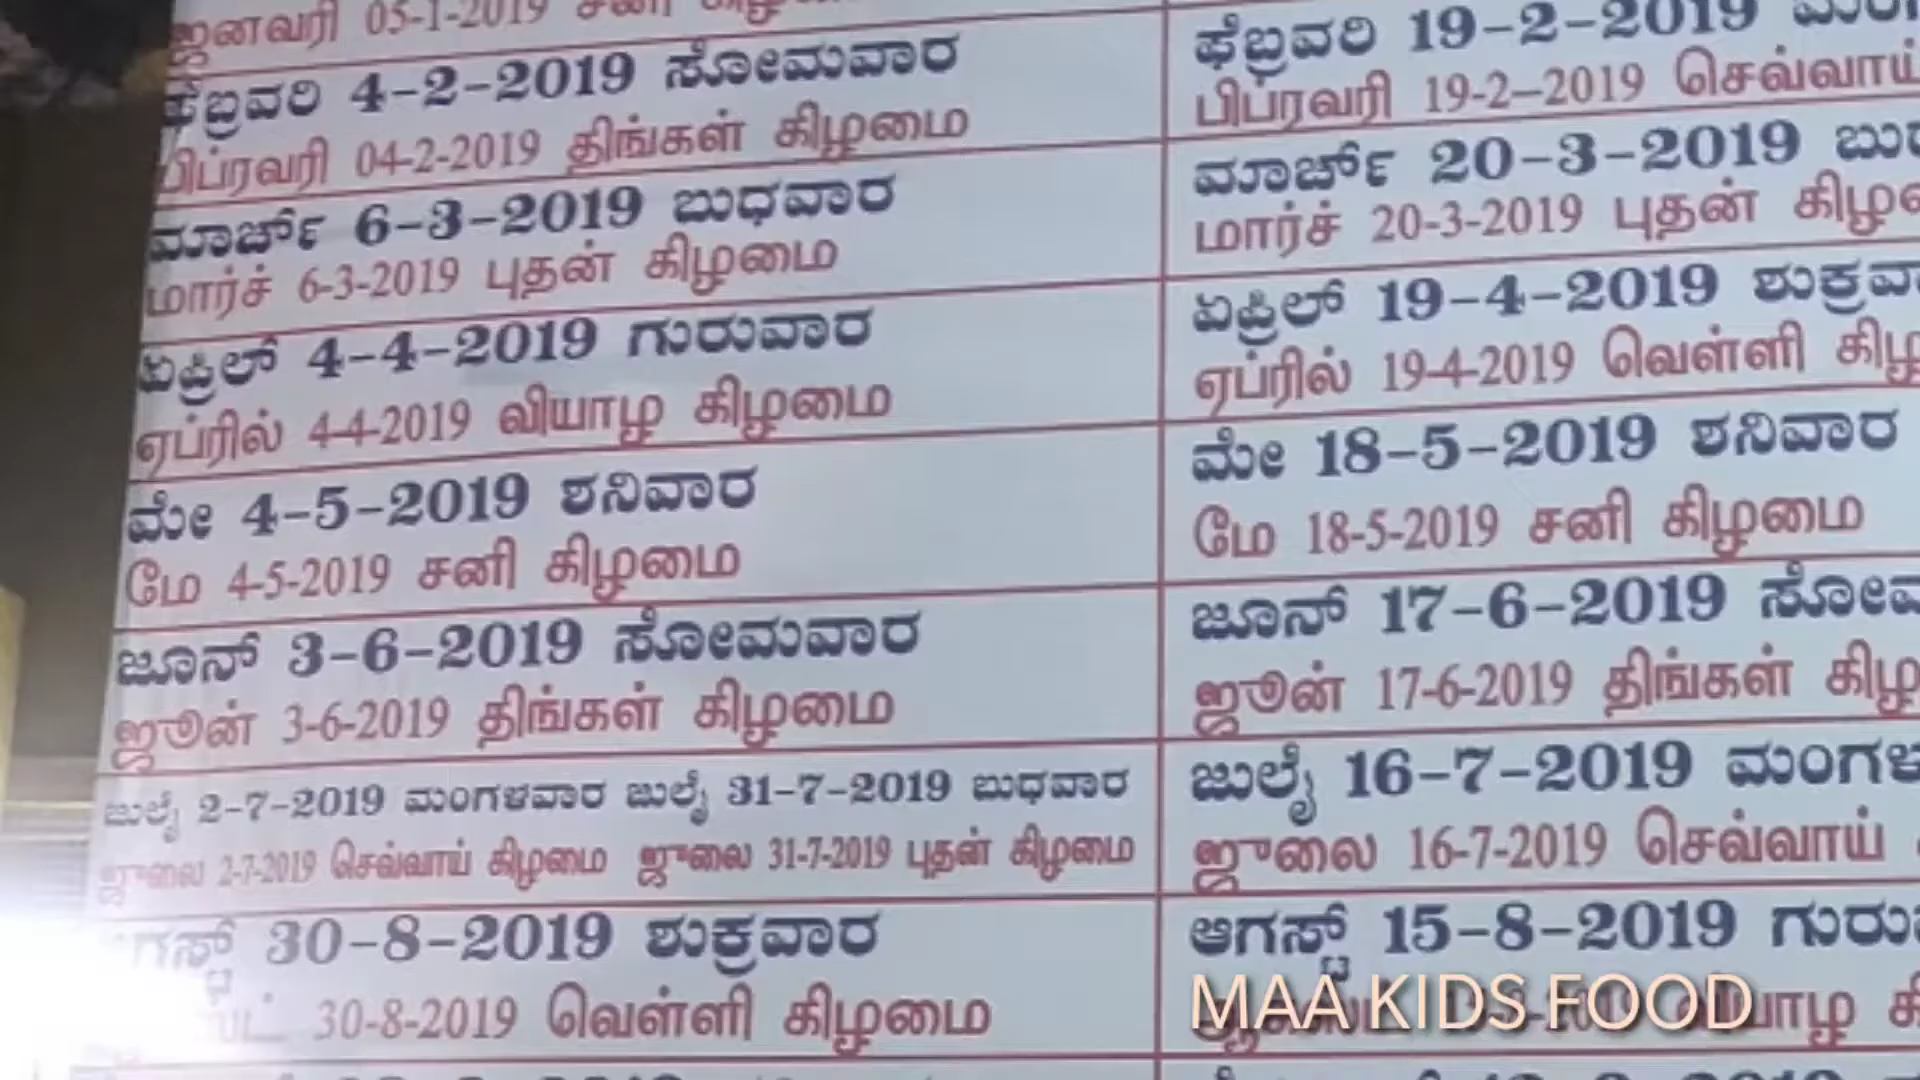 ஜனவரி 05-1-2019 சனி கிழமை
ಫೆಬ್ರವರಿ 4-2-2019 ಸೋಮವಾರ
பிப்ரவரி 04-2-2019 திங்கள் கிழமை
ಮಾರ್ಚ್ 6-3-2019 ಬುಧವಾರ
மார்ச் 6-3-2019 புதன் கிழமை
ಏಪ್ರಿಲ್ 4-4-2019 ಗುರುವಾರ
ஏப்ரில் 4-4-2019 வியாழ கிழமை
ಮೇ 4-5-2019 ಶನಿವಾರ
மே 4-5-2019 சனி கிழமை
ಜೂನ್ 3-6-2019 ಸೋಮವಾರ
ஜூன் 3-6-2019 திங்கள் கிழமை
ಜುಲೈ 2-7-2019 ಮಂಗಳವಾರ ಜುಲೈ 31-7-2019 ಬುಧವಾರ
ஜுலை 2-7-2019 செவ்வாய் கிழமை ஜுலை 31-7-2019 புதன் கிழமை
30-8-2019 ಶುಕ್ರವಾರ
30-8-2019 வெள்ளி கிழமை
ಫೆಬ್ರವರಿ 19-2-2019
பிப்ரவரி 19-2-2019 செவ்வாய்
ಮಾರ್ಚ್ 20-3-2019
மார்ச் 20-3-2019 புதன்
ಏಪ್ರಿಲ್ 19-4-2019
ஏப்ரில் 19-4-2019 வெள்ளி
ಮೇ 18-5-2019 ಶನಿವಾರ
மே 18-5-2019 சனி கிழமை
ಜೂನ್ 17-6-2019
ஜூன் 17-6-2019 திங்கள்
ಜುಲೈ 16-7-2019
ஜுலை 16-7-2019 செவ்வாய்
ಆಗಸ್ಟ್ 15-8-2019
MAA KIDS FOOD